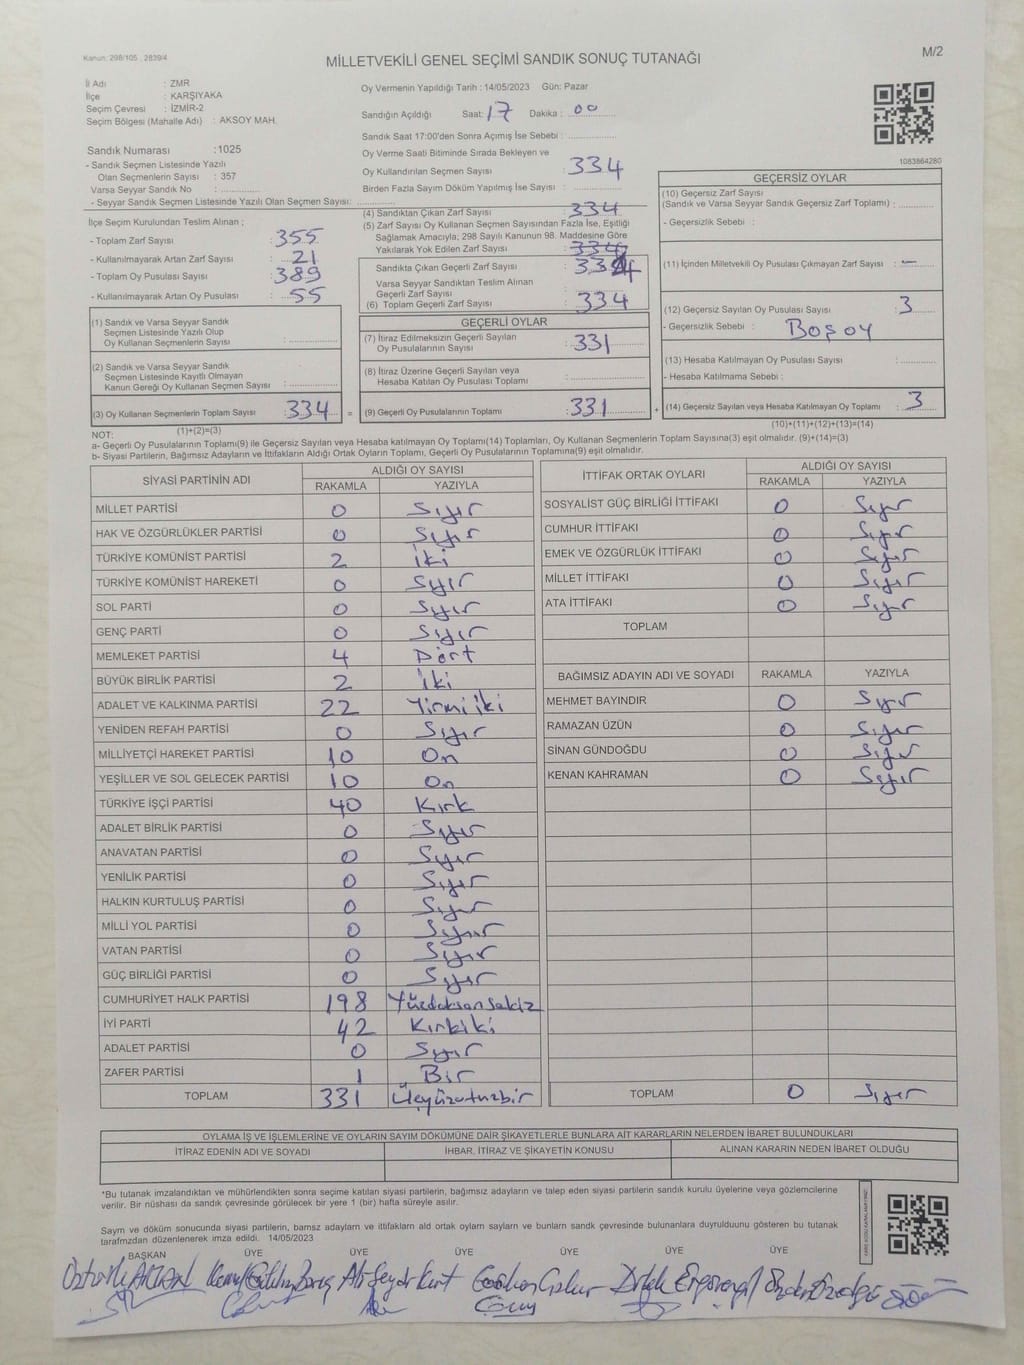 Kanun: 298/105 , 2839/4
M/2
MİLLETVEKİLİ GENEL SEÇİMİ SANDIK SONUÇ TUTANAĞI
İl Adı : ZMR
İlçe : KARŞIYAKA
Seçim Çevresi : İZMİR-2
Seçim Bölgesi (Mahalle Adı) : AKSOY MAH.
Sandık Numarası :1025
- Sandık Seçmen Listesinde Yazılı
Olan Seçmenlerin Sayısı : 357
Varsa Seyyar Sandık No :
- Seyyar Sandık Seçmen Listesinde Yazılı Olan Seçmen Sayısı:
Oy Vermenin Yapıldığı Tarih : 14/05/2023 Gün: Pazar
Sandığın Açıldığı Saat: 17 Dakika : 00
Sandık Saat 17:00'den Sonra Açımış İse Sebebi :
Oy Verme Saati Bitiminde Sırada Bekleyen ve
Oy Kullandırılan Seçmen Sayısı : 334
Birden Fazla Sayım Döküm Yapılmış İse Sayısı :
1083864280
İlçe Seçim Kurulundan Teslim Alınan ;
- Toplam Zarf Sayısı : 355
- Kullanılmayarak Artan Zarf Sayısı : 21
- Toplam Oy Pusulası Sayısı : 389
- Kullanılmayarak Artan Oy Pusulası : 55
(4) Sandıktan Çıkan Zarf Sayısı : 334
(5) Zarf Sayısı Oy Kullanan Seçmen Sayısından Fazla İse, Eşitliği
Sağlamak Amacıyla; 298 Sayılı Kanunun 98. Maddesine Göre
Yakılarak Yok Edilen Zarf Sayısı : 334
Sandıkta Çıkan Geçerli Zarf Sayısı : 334
Varsa Seyyar Sandıktan Teslim Alınan
Geçerli Zarf Sayısı :
(6) Toplam Geçerli Zarf Sayısı : 334
GEÇERSİZ OYLAR
(10) Geçersiz Zarf Sayısı
(Sandık ve Varsa Seyyar Sandık Geçersiz Zarf Toplamı) :
- Geçersizlik Sebebi :
(11) İçinden Milletvekili Oy Pusulası Çıkmayan Zarf Sayısı : –
(12) Geçersiz Sayılan Oy Pusulası Sayısı : 3
- Geçersizlik Sebebi : Boş oy
(13) Hesaba Katılmayan Oy Pusulası Sayısı :
- Hesaba Katılmama Sebebi :
(14) Geçersiz Sayılan veya Hesaba Katılmayan Oy Toplamı : 3
(10)+(11)+(12)+(13)=(14)
(1) Sandık ve Varsa Seyyar Sandık
Seçmen Listesinde Yazılı Olup
Oy Kullanan Seçmenlerin Sayısı :
(2) Sandık ve Varsa Seyyar Sandık
Seçmen Listesinde Kayıtlı Olmayan
Kanun Gereği Oy Kullanan Seçmen Sayısı :
(3) Oy Kullanan Seçmenlerin Toplam Sayısı : 334 =
(1)+(2)=(3)
GEÇERLİ OYLAR
(7) İtiraz Edilmeksizin Geçerli Sayılan
Oy Pusulalarının Sayısı : 331
(8) İtiraz Üzerine Geçerli Sayılan veya
Hesaba Katılan Oy Pusulası Toplamı :
(9) Geçerli Oy Pusulalarının Toplamı : 331 +
NOT:
a- Geçerli Oy Pusulalarının Toplamı(9) ile Geçersiz Sayılan veya Hesaba katılmayan Oy Toplamı(14) Toplamları, Oy Kullanan Seçmenlerin Toplam Sayısına(3) eşit olmalıdır. (9)+(14)=(3)
b- Siyasi Partilerin, Bağımsız Adayların ve İttifakların Aldığı Ortak Oyların Toplamı, Geçerli Oy Pusulalarının Toplamına(9) eşit olmalıdır.
SİYASİ PARTİNİN ADI ALDIĞI OY SAYISI
RAKAMLA YAZIYLA
MİLLET PARTİSİ 0 Sıfır
HAK VE ÖZGÜRLÜKLER PARTİSİ 0 Sıfır
TÜRKİYE KOMÜNİST PARTİSİ 2 İki
TÜRKİYE KOMÜNİST HAREKETİ 0 Sıfır
SOL PARTİ 0 Sıfır
GENÇ PARTİ 0 Sıfır
MEMLEKET PARTİSİ 4 Dört
BÜYÜK BİRLİK PARTİSİ 2 İki
ADALET VE KALKINMA PARTİSİ 22 Yirmi iki
YENİDEN REFAH PARTİSİ 0 Sıfır
MİLLİYETÇİ HAREKET PARTİSİ 10 On
YEŞİLLER VE SOL GELECEK PARTİSİ 10 On
TÜRKİYE İŞÇİ PARTİSİ 40 Kırk
ADALET BİRLİK PARTİSİ 0 Sıfır
ANAVATAN PARTİSİ 0 Sıfır
YENİLİK PARTİSİ 0 Sıfır
HALKIN KURTULUŞ PARTİSİ 0 Sıfır
MİLLİ YOL PARTİSİ 0 Sıfır
VATAN PARTİSİ 0 Sıfır
GÜÇ BİRLİĞİ PARTİSİ 0 Sıfır
CUMHURİYET HALK PARTİSİ 198 Yüzdoksansekiz
İYİ PARTİ 42 Kırkiki
ADALET PARTİSİ 0 Sıfır
ZAFER PARTİSİ 1 Bir
TOPLAM 331 Üçyüzotuzbir
İTTİFAK ORTAK OYLARI ALDIĞI OY SAYISI
RAKAMLA YAZIYLA
SOSYALİST GÜÇ BİRLİĞİ İTTİFAKI 0 Sıfır
CUMHUR İTTİFAKI 0 Sıfır
EMEK VE ÖZGÜRLÜK İTTİFAKI 0 Sıfır
MİLLET İTTİFAKI 0 Sıfır
ATA İTTİFAKI 0 Sıfır
TOPLAM
BAĞIMSIZ ADAYIN ADI VE SOYADI RAKAMLA YAZIYLA
MEHMET BAYINDIR 0 Sıfır
RAMAZAN ÜZÜN 0 Sıfır
SİNAN GÜNDOĞDU 0 Sıfır
KENAN KAHRAMAN 0 Sıfır
TOPLAM 0 Sıfır
OYLAMA İŞ VE İŞLEMLERİNE VE OYLARIN SAYIM DÖKÜMÜNE DAİR ŞİKAYETLERLE BUNLARA AİT KARARLARIN NELERDEN İBARET BULUNDUKLARI
İTİRAZ EDENİN ADI VE SOYADI İHBAR, İTİRAZ VE ŞİKAYETİN KONUSU ALINAN KARARIN NEDEN İBARET OLDUĞU
*Bu tutanak imzalandıktan ve mühürlendikten sonra seçime katılan siyasi partilerin, bağımsız adayların ve talep eden siyasi partilerin sandık kurulu üyelerine veya gözlemcilerine
verilir. Bir nüshası da sandık çevresinde görülecek bir yere 1 (bir) hafta süreyle asılır.
Sayım ve döküm sonucunda siyasi partilerin, bamsz adayların ve ittifakların ald ortak oyların sayları ve bunların sandk çevresinde bulunanlara duyrulduunu gösteren bu tutanak
tarafmzdan düzenlenerek imza edildi. 14/05/2023
BAŞKAN ÜYE ÜYE ÜYE ÜYE ÜYE ÜYE
Ali Seydi Kurt